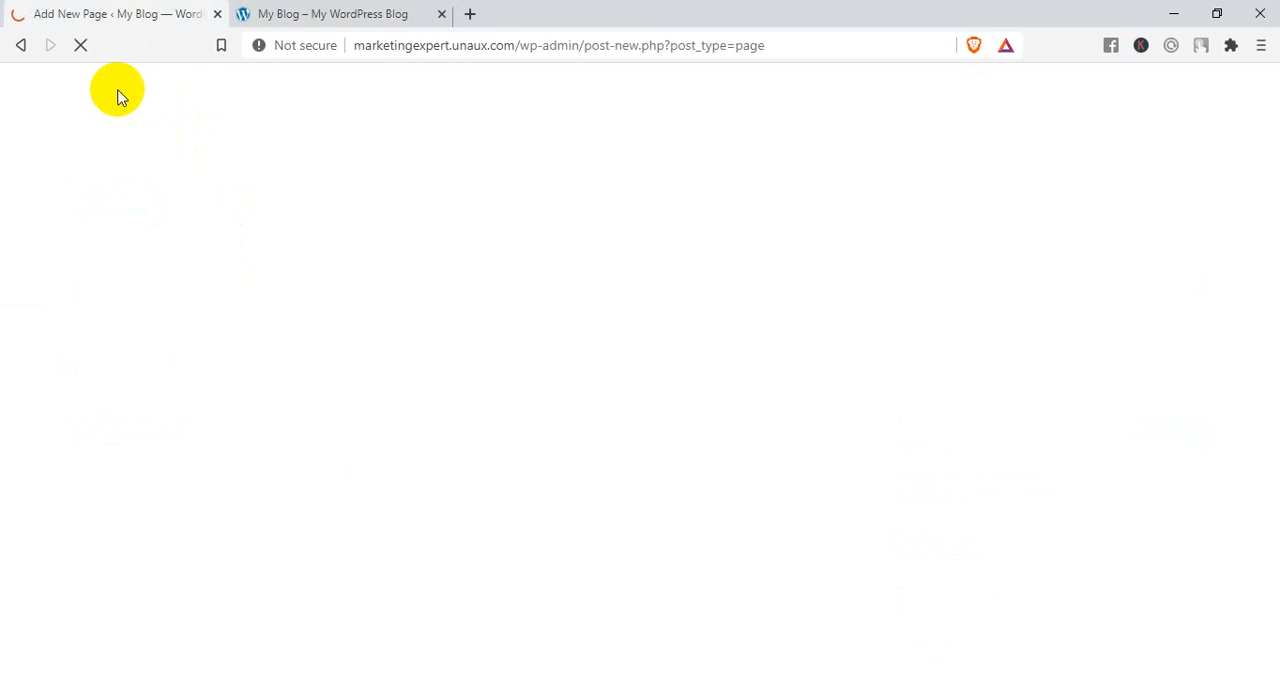 Add New Page ‹ My Blog — Word
My Blog – My WordPress Blog
Not secure
marketingexpert.unaux.com/wp-admin/post-new.php?post_type=page